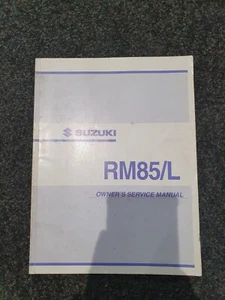 SUZUKI
RM85/L
OWNER'S SERVICE MANUAL